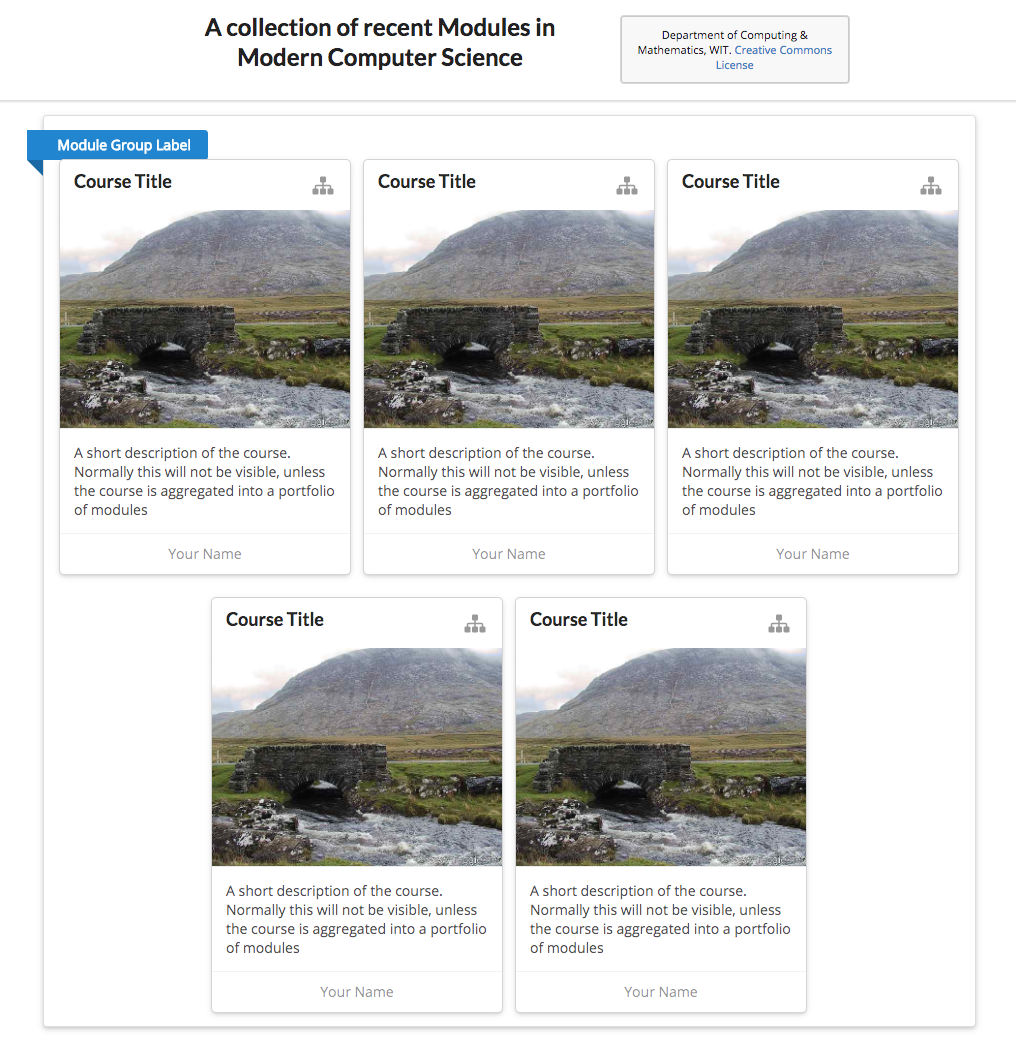 A collection of recent Modules in
Modern Computer Science
Department of Computing &
Mathematics, WIT. Creative Commons
License
Module Group Label
Course Title
Course Title
Course Title
A short description of the course.
Normally this will not be visible, unless
the course is aggregated into a portfolio
of modules
A short description of the course.
Normally this will not be visible, unless
the course is aggregated into a portfolio
of modules
A short description of the course.
Normally this will not be visible, unless
the course is aggregated into a portfolio
of modules
Your Name
Your Name
Your Name
Course Title
Course Title
A short description of the course.
Normally this will not be visible, unless
the course is aggregated into a portfolio
of modules
A short description of the course.
Normally this will not be visible, unless
the course is aggregated into a portfolio
of modules
Your Name
Your Name